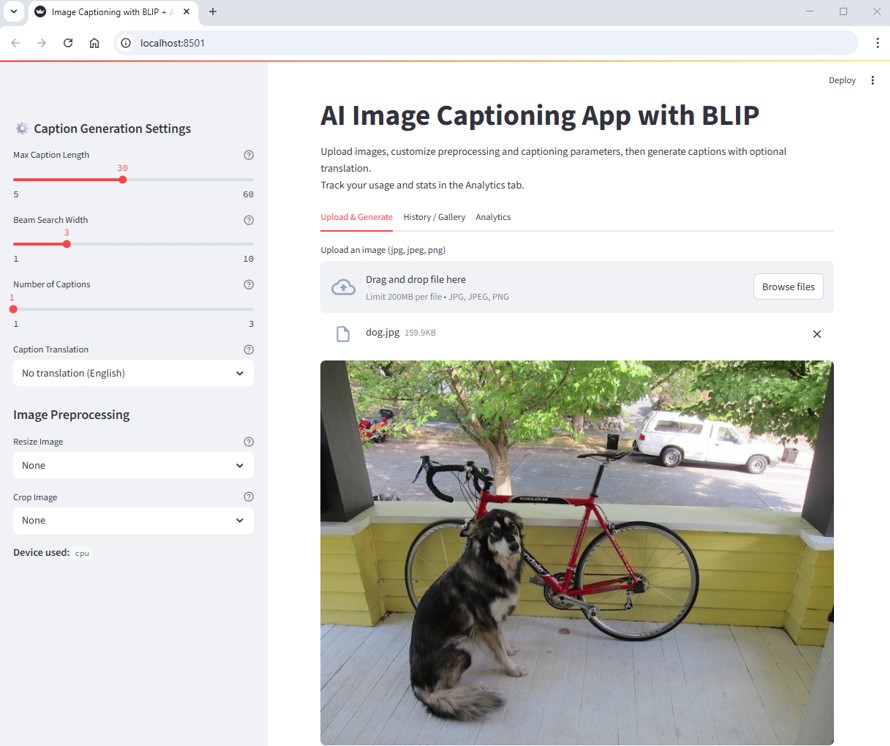 Image Captioning with BLIP + A
localhost:8501
Deploy
Caption Generation Settings
Max Caption Length
30
5 60
Beam Search Width
3
1 10
Number of Captions
1
1 3
Caption Translation
No translation (English)
Image Preprocessing
Resize Image
None
Crop Image
None
Device used: cpu
AI Image Captioning App with BLIP
Upload images, customize preprocessing and captioning parameters, then generate captions with optional
translation.
Track your usage and stats in the Analytics tab.
Upload & Generate History / Gallery Analytics
Upload an image (jpg, jpeg, png)
Drag and drop file here
Limit 200MB per file • JPG, JPEG, PNG
Browse files
dog.jpg 159.9KB